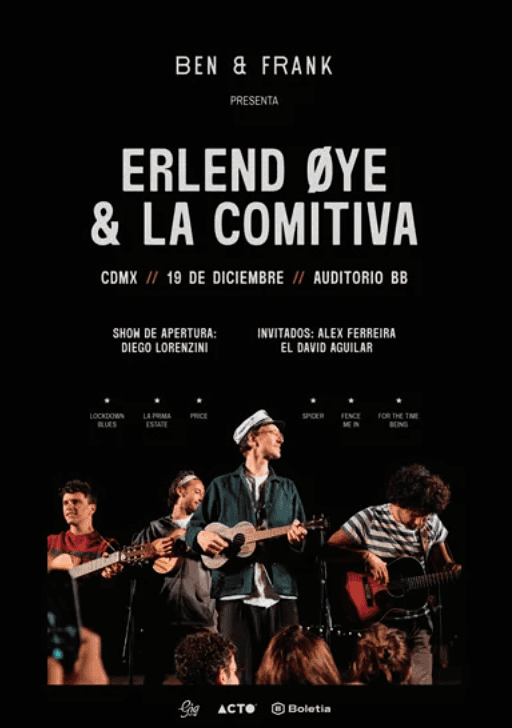 BEN & FRANK
PRESENTA
ERLEND ØYE
& LA COMITIVA
CDMX // 19 DE DICIEMBRE // AUDITORIO BB
SHOW DE APERTURA:
DIEGO LORENZINI
INVITADOS: ALEX FERREIRA
EL DAVID AGUILAR
LOCKDOWN
BLUES
LA PRIMA
ESTATE
PRICE
SPIDER
FENCE
ME IN
FOR THE TIME
BEING
Gig
ACTO
Boletia